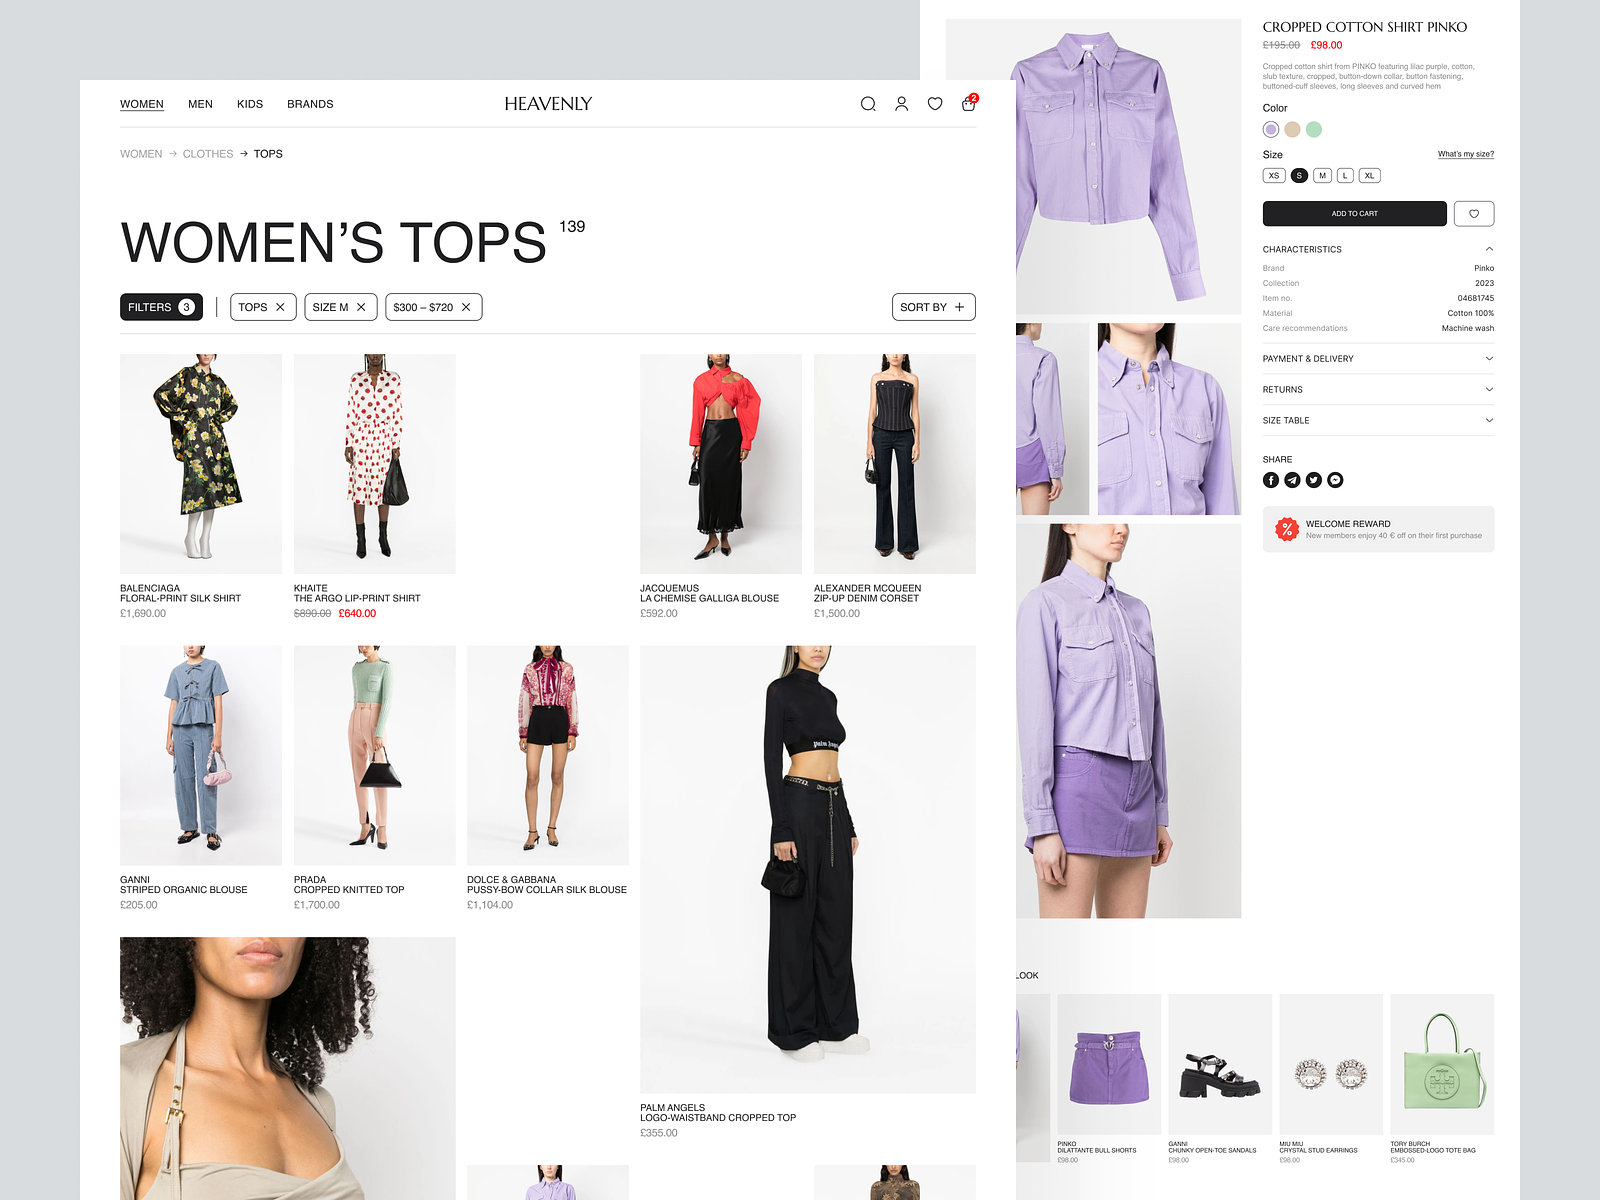 WOMEN MEN KIDS BRANDS
HEAVENLY
2
WOMEN → CLOTHES → TOPS
WOMEN’S TOPS 139
FILTERS 3
TOPS ×
SIZE M ×
$300 – $720 ×
SORT BY +
BALENCIAGA
FLORAL-PRINT SILK SHIRT
£1,690.00
KHAITE
THE ARGO LIP-PRINT SHIRT
$890.00 £640.00
JACQUEMUS
LA CHEMISE GALLIGA BLOUSE
£592.00
ALEXANDER MCQUEEN
ZIP-UP DENIM CORSET
£1,500.00
GANNI
STRIPED ORGANIC BLOUSE
£205.00
PRADA
CROPPED KNITTED TOP
£1,700.00
DOLCE & GABBANA
PUSSY-BOW COLLAR SILK BLOUSE
£1,104.00
PALM ANGELS
LOGO-WAISTBAND CROPPED TOP
£355.00
CROPPED COTTON SHIRT PINKO
£195.00 £98.00
Cropped cotton shirt from PINKO featuring lilac purple, cotton,
slub texture, cropped, button-down collar, button fastening,
buttoned-cuff sleeves, long sleeves and curved hem
Color
Size
What's my size?
XS S M L XL
ADD TO CART
CHARACTERISTICS
Brand Pinko
Collection 2023
Item no. 04681745
Material Cotton 100%
Care recommendations Machine wash
PAYMENT & DELIVERY
RETURNS
SIZE TABLE
SHARE
%
WELCOME REWARD
New members enjoy 40 € off on their first purchase
LOOK
PINKO
DILATTANTE BULL SHORTS
£98.00
GANNI
CHUNKY OPEN-TOE SANDALS
£98.00
MIU MIU
CRYSTAL STUD EARRINGS
£98.00
TORY BURCH
EMBOSSED-LOGO TOTE BAG
£345.00